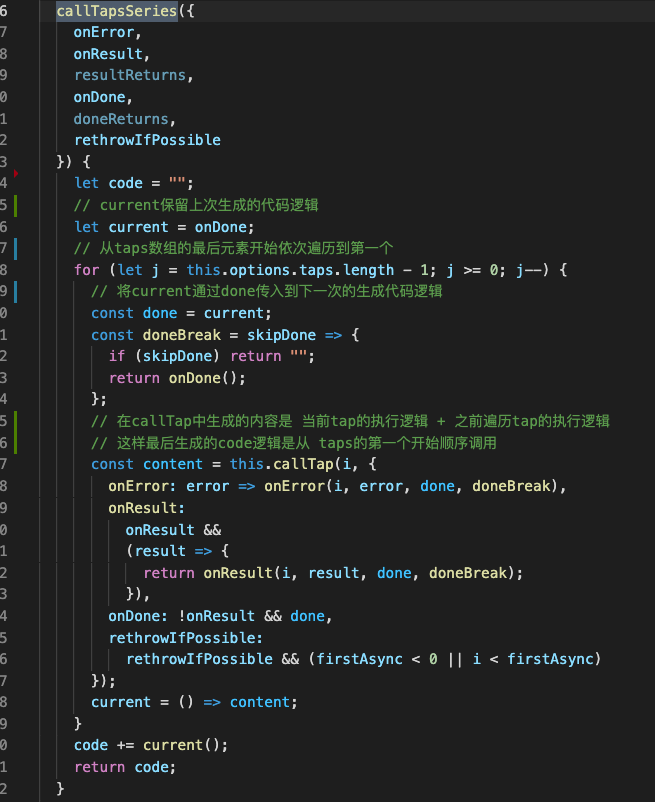 6 callTapsSeries({
7 onError,
8 onResult,
9 resultReturns,
0 onDone,
1 doneReturns,
2 rethrowIfPossible
3 }) {
4 let code = "";
5 // current保留上次生成的代码逻辑
6 let current = onDone;
7 // 从taps数组的最后元素开始依次遍历到第一个
8 for (let j = this.options.taps.length - 1; j >= 0; j--) {
9 // 将current通过done传入到下一次的生成代码逻辑
0 const done = current;
1 const doneBreak = skipDone => {
2 if (skipDone) return "";
3 return onDone();
4 };
5 // 在callTap中生成的内容是 当前tap的执行逻辑 + 之前遍历tap的执行逻辑
6 // 这样最后生成的code逻辑是从 taps的第一个开始顺序调用
7 const content = this.callTap(i, {
8 onError: error => onError(i, error, done, doneBreak),
9 onResult:
0 onResult &&
1 (result => {
2 return onResult(i, result, done, doneBreak);
3 }),
4 onDone: !onResult && done,
5 rethrowIfPossible:
6 rethrowIfPossible && (firstAsync < 0 || i < firstAsync)
7 });
8 current = () => content;
9 }
0 code += current();
1 return code;
2 }